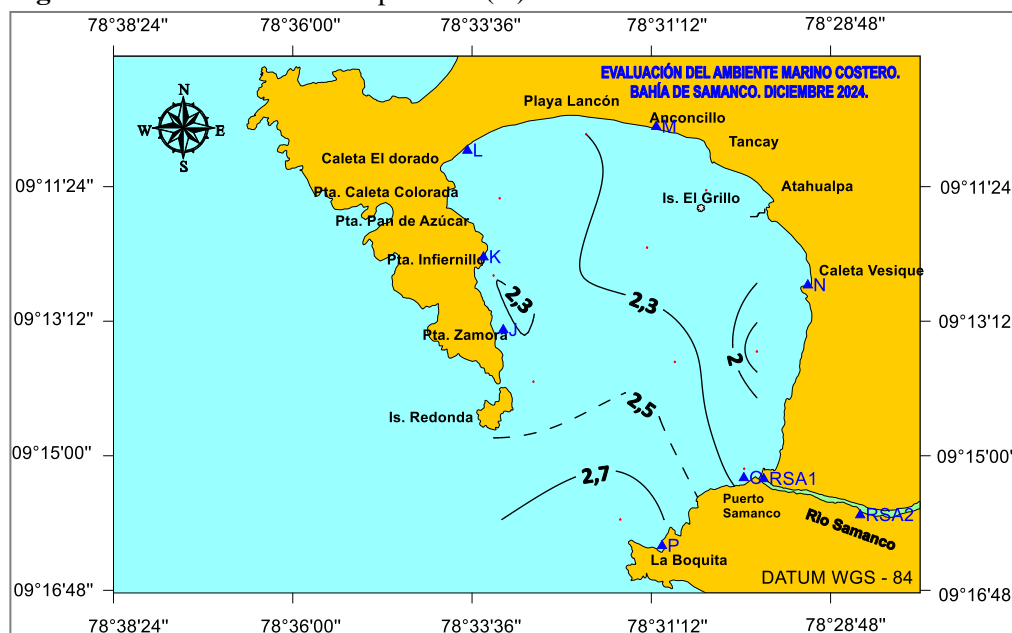 78°38'24"
78°36'00"
78°33'36"
78°31'12"
78°28'48"
EVALUACIÓN DEL AMBIENTE MARINO COSTERO.
BAHÍA DE SAMANCO. DICIEMBRE 2024.
N
W
E
S
Playa Lancón
Anconcillo
M
Tancay
L
Caleta El dorado
09°11'24"
Pta. Caleta Colorada
Is. El Grillo
Atahualpa
09°11'24
Pta. Pan de Azúcar
Pta. Infiernillo
K
Caleta Vesique
N
2,3
2,3
09°13'12"
09°13'12
Pta. Zamora
J
2
Is. Redonda
2,5
09°15'00"
09°15'00"
2,7
O
RSA1
Puerto
Samanco
Rìo Samanco
RSA2
P
La Boquita
DATUM WGS - 84
09°16'48"
09°16'48
78°38'24"
78°36'00"
78°33'36"
78°31'12"
78°28'48"